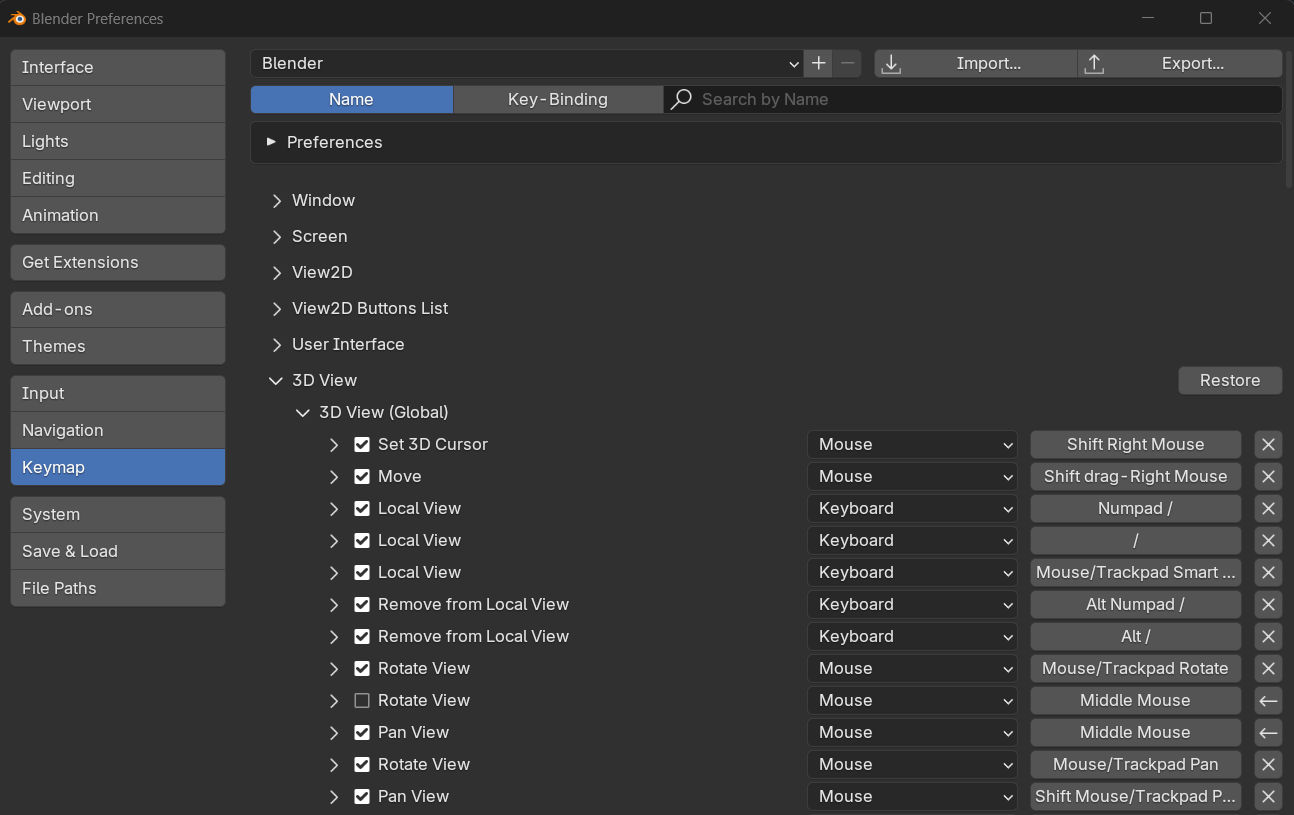 Blender Preferences
Interface
Viewport
Lights
Editing
Animation
Get Extensions
Add-ons
Themes
Input
Navigation
Keymap
System
Save & Load
File Paths
Blender
Import...
Export...
Name
Key-Binding
Search by Name
Preferences
Window
Screen
View2D
View2D Buttons List
User Interface
3D View Restore
3D View (Global)
Set 3D Cursor Mouse Shift Right Mouse
Move Mouse Shift drag-Right Mouse
Local View Keyboard Numpad /
Local View Keyboard /
Local View Keyboard Mouse/Trackpad Smart ...
Remove from Local View Keyboard Alt Numpad /
Remove from Local View Keyboard Alt /
Rotate View Mouse Mouse/Trackpad Rotate
Rotate View Mouse Middle Mouse
Pan View Mouse Middle Mouse
Rotate View Mouse Mouse/Trackpad Pan
Pan View Mouse Shift Mouse/Trackpad P...